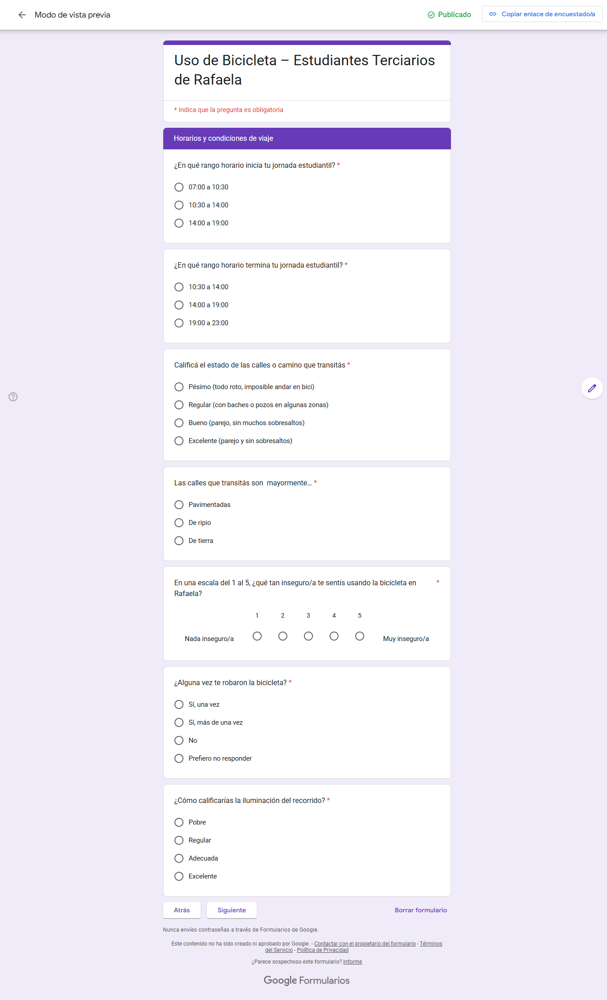 Modo de vista previa
Publicado
Copiar enlace de encuestado/a
Uso de Bicicleta – Estudiantes Terciarios
de Rafaela
* Indica que la pregunta es obligatoria
Horarios y condiciones de viaje
¿En qué rango horario inicia tu jornada estudiantil? *
07:00 a 10:30
10:30 a 14:00
14:00 a 19:00
¿En qué rango horario termina tu jornada estudiantil? *
10:30 a 14:00
14:00 a 19:00
19:00 a 23:00
Calificá el estado de las calles o camino que transitás *
Pésimo (todo roto, imposible andar en bici)
Regular (con baches o pozos en algunas zonas)
Bueno (parejo, sin muchos sobresaltos)
Excelente (parejo y sin sobresaltos)
Las calles que transitás son  mayormente… *
Pavimentadas
De ripio
De tierra
En una escala del 1 al 5, ¿qué tan inseguro/a te sentís usando la bicicleta en *
Rafaela?
1 2 3 4 5
Nada inseguro/a Muy inseguro/a
¿Alguna vez te robaron la bicicleta? *
Sí, una vez
Sí, más de una vez
No
Prefiero no responder
¿Cómo calificarías la iluminación del recorrido? *
Pobre
Regular
Adecuada
Excelente
Atrás Siguiente Borrar formulario
Nunca envíes contraseñas a través de Formularios de Google.
Este contenido no ha sido creado ni aprobado por Google. - Contactar con el propietario del formulario - Términos
del Servicio - Política de Privacidad
¿Parece sospechoso este formulario? Informe
Google Formularios